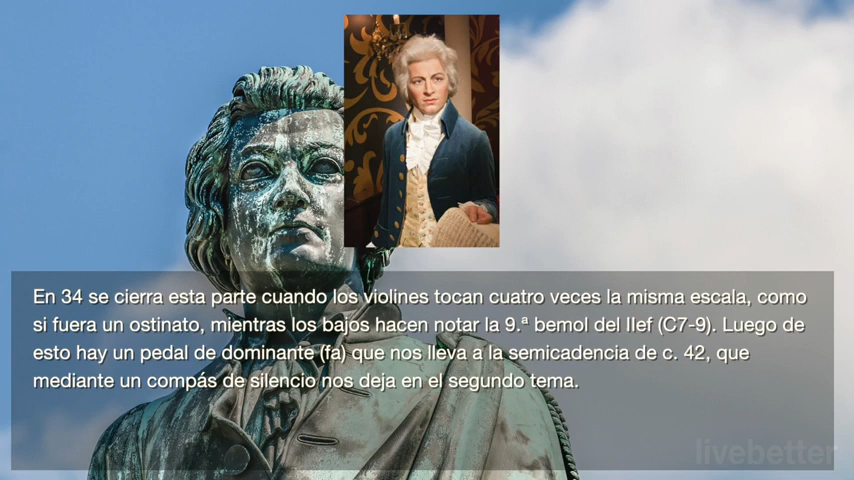 En 34 se cierra esta parte cuando los violines tocan cuatro veces la misma escala, como
si fuera un ostinato, mientras los bajos hacen notar la 9.ª bemol del IIef (C7-9). Luego de
esto hay un pedal de dominante (fa) que nos lleva a la semicadencia de c. 42, que
mediante un compás de silencio nos deja en el segundo tema.
livebetter